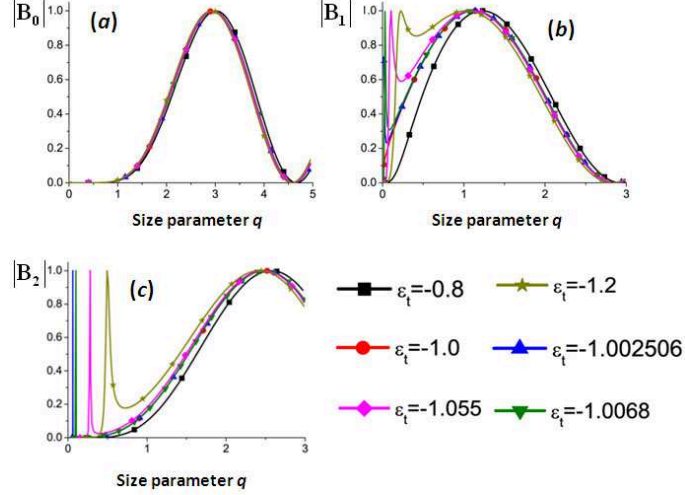 |B₀| (a) |B₁| (b)
1.0 1.0
0.8 0.8
0.6 0.6
0.4 0.4
0.2 0.2
0.0 0.0
0 1 2 3 4 5 0 1 2 3
Size parameter q Size parameter q
|B₂| (c)
1.0
0.8
0.6
0.4
0.2
0.0
0 1 2 3
Size parameter q
εₜ=-0.8 εₜ=-1.2
εₜ=-1.0 εₜ=-1.002506
εₜ=-1.055 εₜ=-1.0068